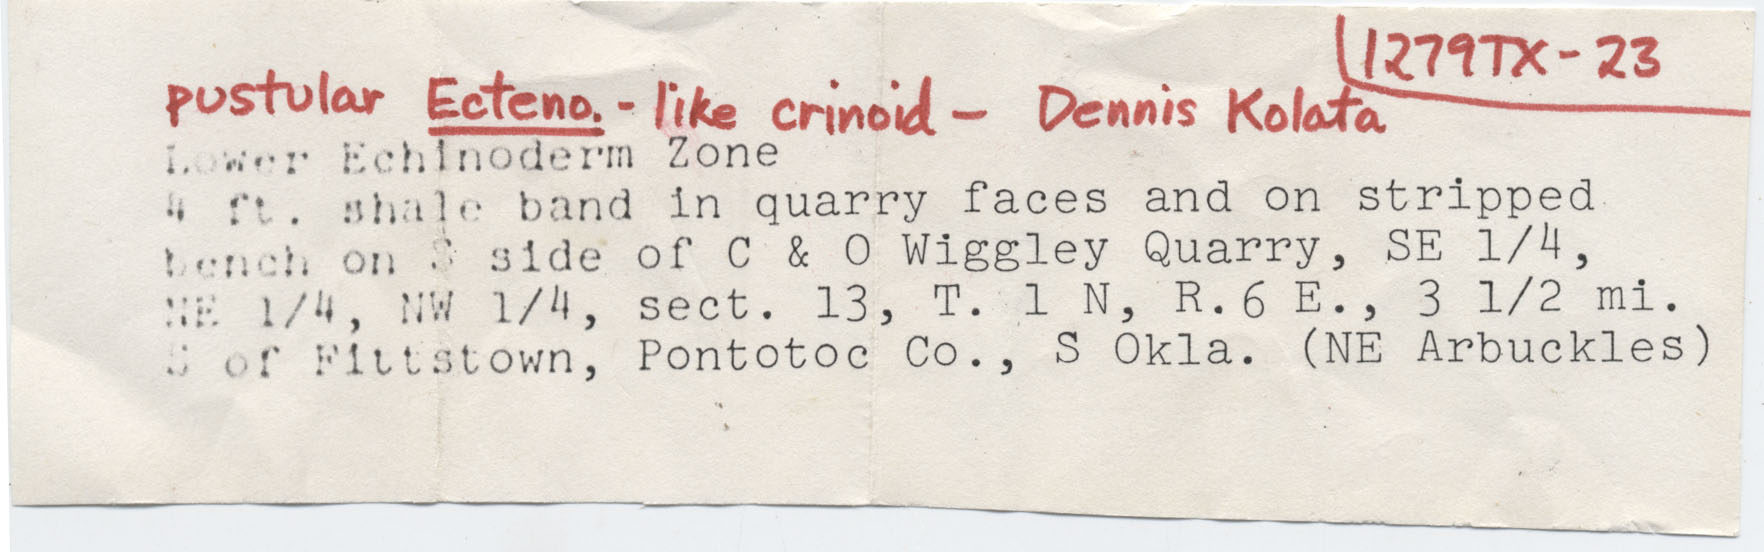 1279TX-23
pustular Ecteno.-like crinoid - Dennis Kolata
Lower Echinoderm Zone
4 ft. shale band in quarry faces and on stripped
bench on S side of C & O Wiggley Quarry, SE 1/4,
NE 1/4, NW 1/4, sect. 13, T. 1 N, R.6 E., 3 1/2 mi.
S of Fittstown, Pontotoc Co., S Okla. (NE Arbuckles)